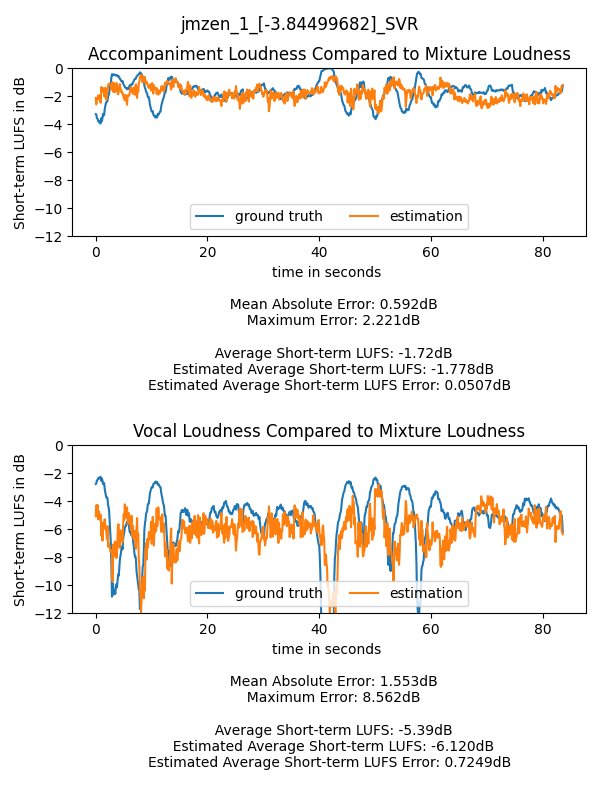 jmzen_1_[-3.84499682]_SVR
Accompaniment Loudness Compared to Mixture Loudness
Short-term LUFS in dB
0
−2
−4
−6
−8
−10
−12
ground truth
estimation
0 20 40 60 80
time in seconds
Mean Absolute Error: 0.592dB
Maximum Error: 2.221dB
Average Short-term LUFS: -1.72dB
Estimated Average Short-term LUFS: -1.778dB
Estimated Average Short-term LUFS Error: 0.0507dB
Vocal Loudness Compared to Mixture Loudness
Short-term LUFS in dB
0
−2
−4
−6
−8
−10
−12
ground truth
estimation
0 20 40 60 80
time in seconds
Mean Absolute Error: 1.553dB
Maximum Error: 8.562dB
Average Short-term LUFS: -5.39dB
Estimated Average Short-term LUFS: -6.120dB
Estimated Average Short-term LUFS Error: 0.7249dB